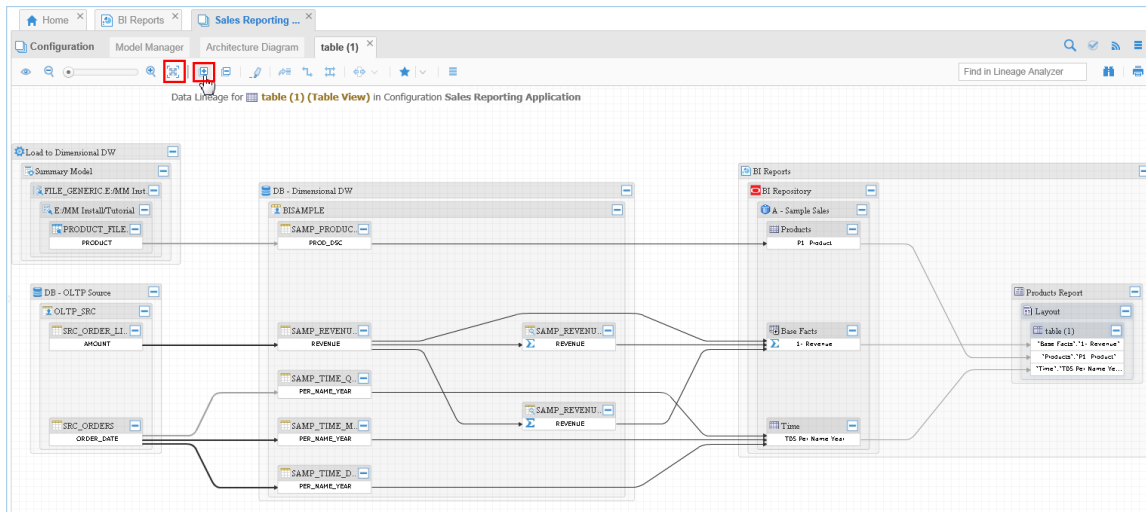 Home × BI Reports × Sales Reporting ... ×
Configuration Model Manager Architecture Diagram table (1) ×
Find in Lineage Analyzer
Data Lineage for table (1) (Table View) in Configuration Sales Reporting Application
Load to Dimensional DW
Summary Model
FILE_GENERIC.E:/MM Inst.
E:/MM Install/Tutorial
PRODUCT_FILE.
PRODUCT
DB - OLTP Source
OLTP_SRC
SRC_ORDER_LI..
AMOUNT
SRC_ORDERS
ORDER_DATE
DB - Dimensional DW
BISAMPLE
SAMP_PRODUC..
PROD_DSC
SAMP_REVENU..
REVENUE
SAMP_REVENU..
REVENUE
SAMP_TIME_Q..
PER_NAME_YEAR
SAMP_REVENU..
REVENUE
SAMP_TIME_M..
PER_NAME_YEAR
SAMP_TIME_D..
PER_NAME_YEAR
BI Reports
BI Repository
A - Sample Sales
Products
P1 Product
Base Facts
1- Revenue
Time
TDS Per Name Year
Products Report
Layout
table (1)
"Base Facts"."1- Revenue"
"Products"."P1 Product"
"Time"."TDS Per Name Ye...